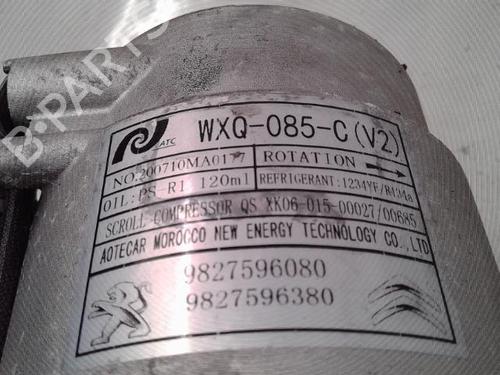 B-PARTS
ATC
WXQ-085-C (V2)
NO.200710MA0177
ROTATION
OIL: PS-R1 120ml
REFRIGERANT:1234YF/R134a
SCROLL COMPRESSOR QS XK06-015-00027/00685
AOTECAR MOROCCO NEW ENERGY TECHNOLOGY CO.,LTD
9827596080
9827596380